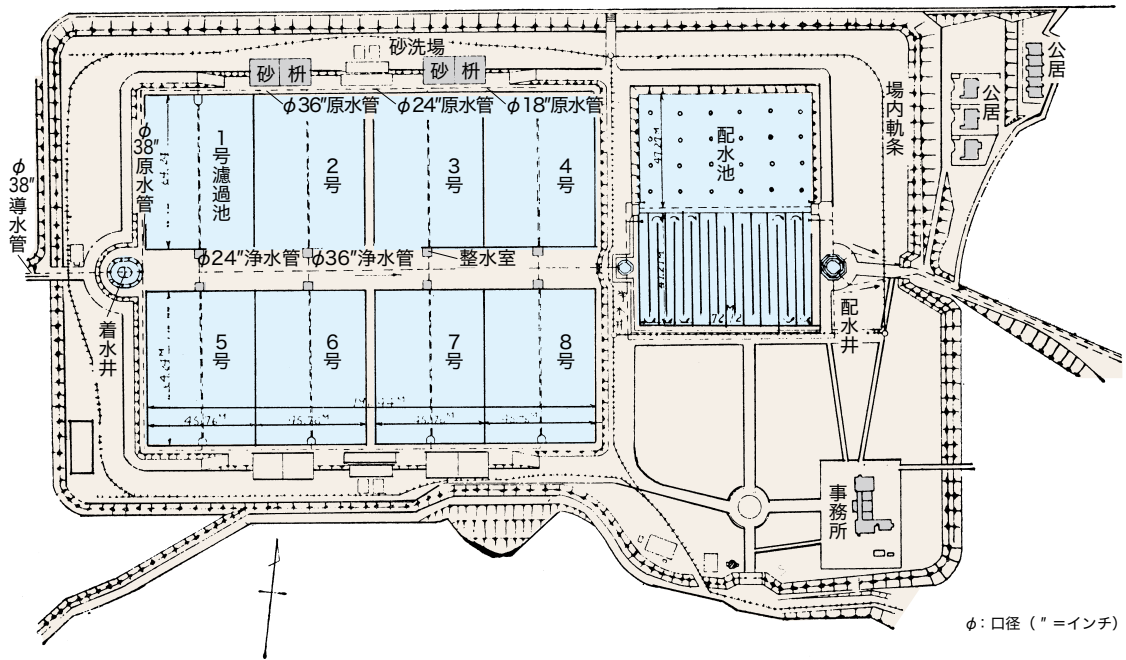 砂洗場
砂 枡
砂 枡
φ36″原水管
φ24″原水管
φ18″原水管
公居
公居
場内軌条
φ38″原水管
φ38″導水管
1号濾過池
2号
3号
4号
配水池
47.27M
φ24″浄水管
φ36″浄水管
整水室
着水井
配水井
5号
6号
7号
8号
事務所
φ：口径（ ″ ＝インチ）